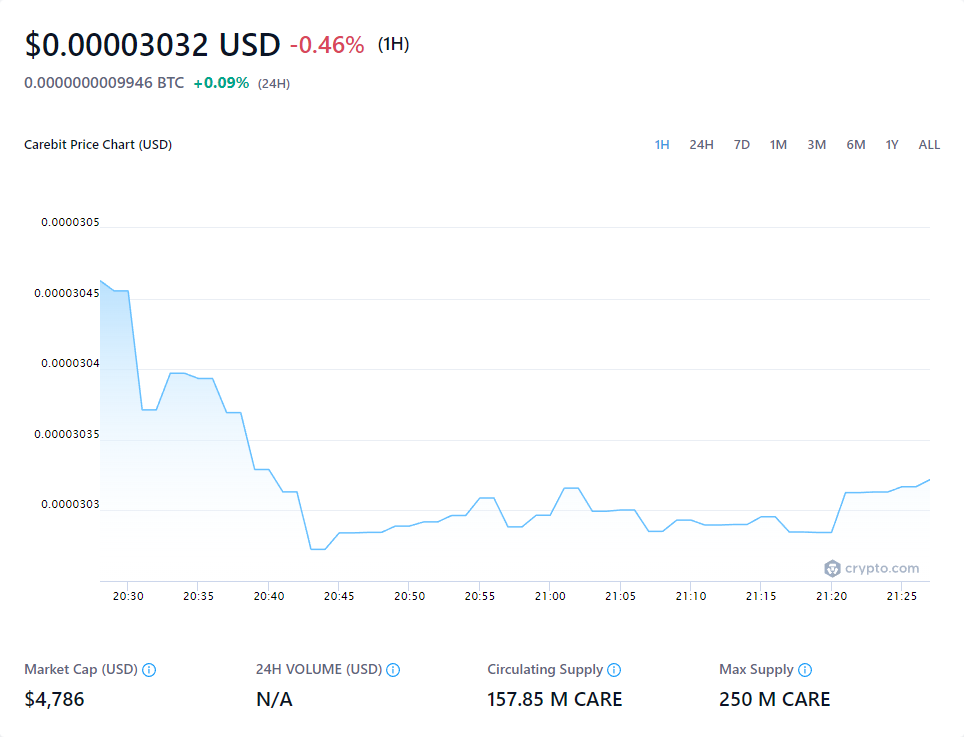 $0.00003032 USD -0.46% (1H)
0.0000000009946 BTC +0.09% (24H)
Carebit Price Chart (USD)
1H 24H 7D 1M 3M 6M 1Y ALL
0.0000305
0.00003045
0.0000304
0.00003035
0.0000303
crypto.com
20:30 20:35 20:40 20:45 20:50 20:55 21:00 21:05 21:10 21:15 21:20 21:25
Market Cap (USD) 24H VOLUME (USD) Circulating Supply Max Supply
$4,786 N/A 157.85 M CARE 250 M CARE